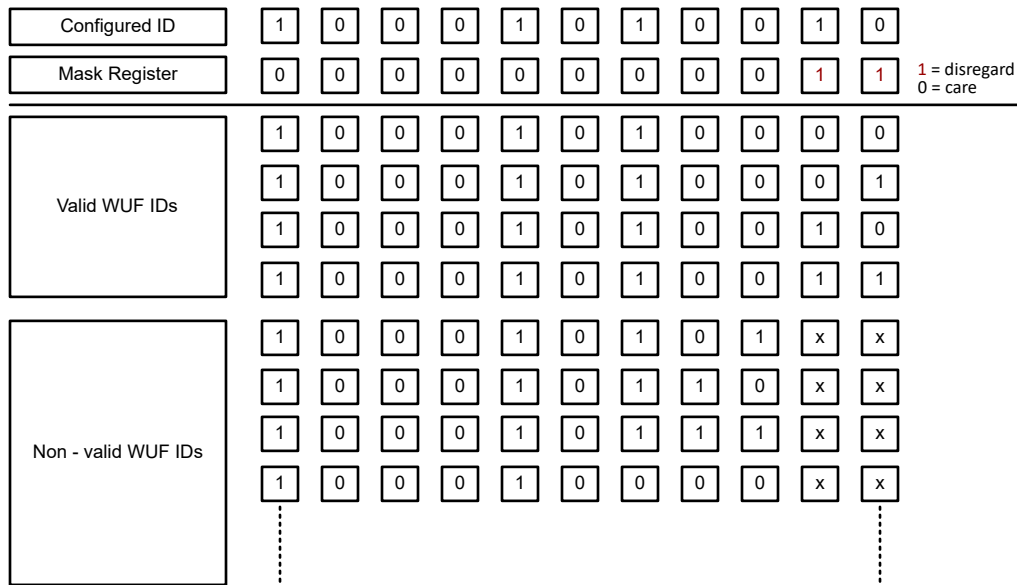 Configured ID 1 0 0 0 1 0 1 0 0 1 0
Mask Register 0 0 0 0 0 0 0 0 0 1 1 1 = disregard
0 = care
1 0 0 0 1 0 1 0 0 0 0
1 0 0 0 1 0 1 0 0 0 1
Valid WUF IDs
1 0 0 0 1 0 1 0 0 1 0
1 0 0 0 1 0 1 0 0 1 1
1 0 0 0 1 0 1 0 1 x x
1 0 0 0 1 0 1 1 0 x x
1 0 0 0 1 0 1 1 1 x x
Non - valid WUF IDs
1 0 0 0 1 0 0 0 0 x x